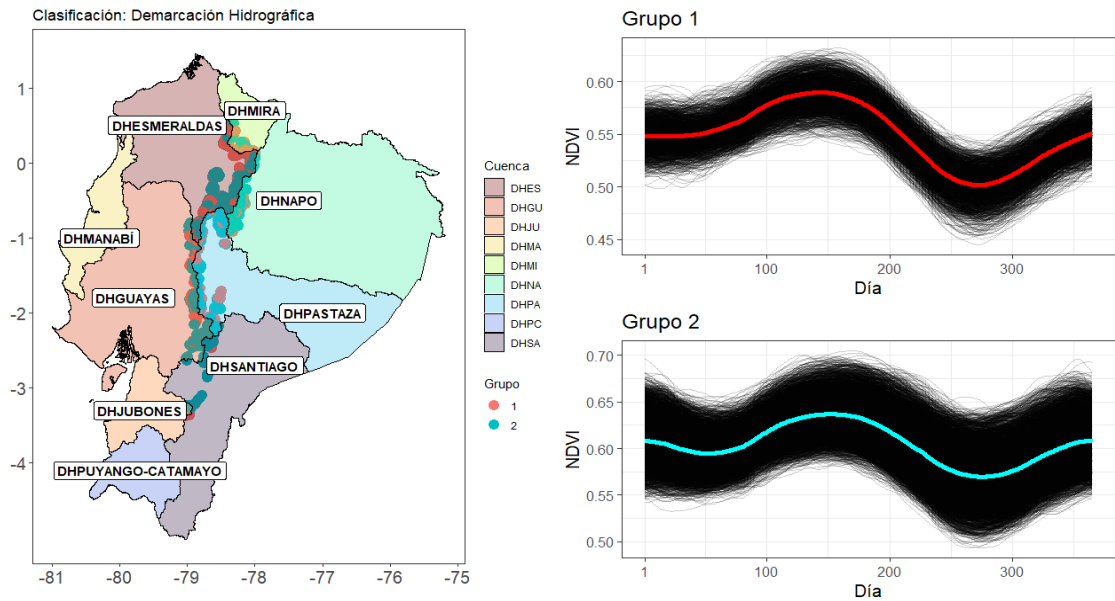 Clasificación: Demarcación Hidrográfica
1
0
-1
-2
-3
-4
-81
-80
-79
-78
-77
-76
-75
DHMIRA
DHESMERALDAS
DHNAPO
DHMANABÍ
DHGUAYAS
DHPASTAZA
DHSANTIAGO
DHJUBONES
DHPUYANGO-CATAMAYO
Cuenca
DHES
DHGU
DHJU
DHMA
DHMI
DHNA
DHPA
DHPC
DHSA
Grupo
1
2
Grupo 1
NDVI
0.60
0.55
0.50
0.45
1
100
200
300
Día
Grupo 2
NDVI
0.70
0.65
0.60
0.55
0.50
1
100
200
300
Día